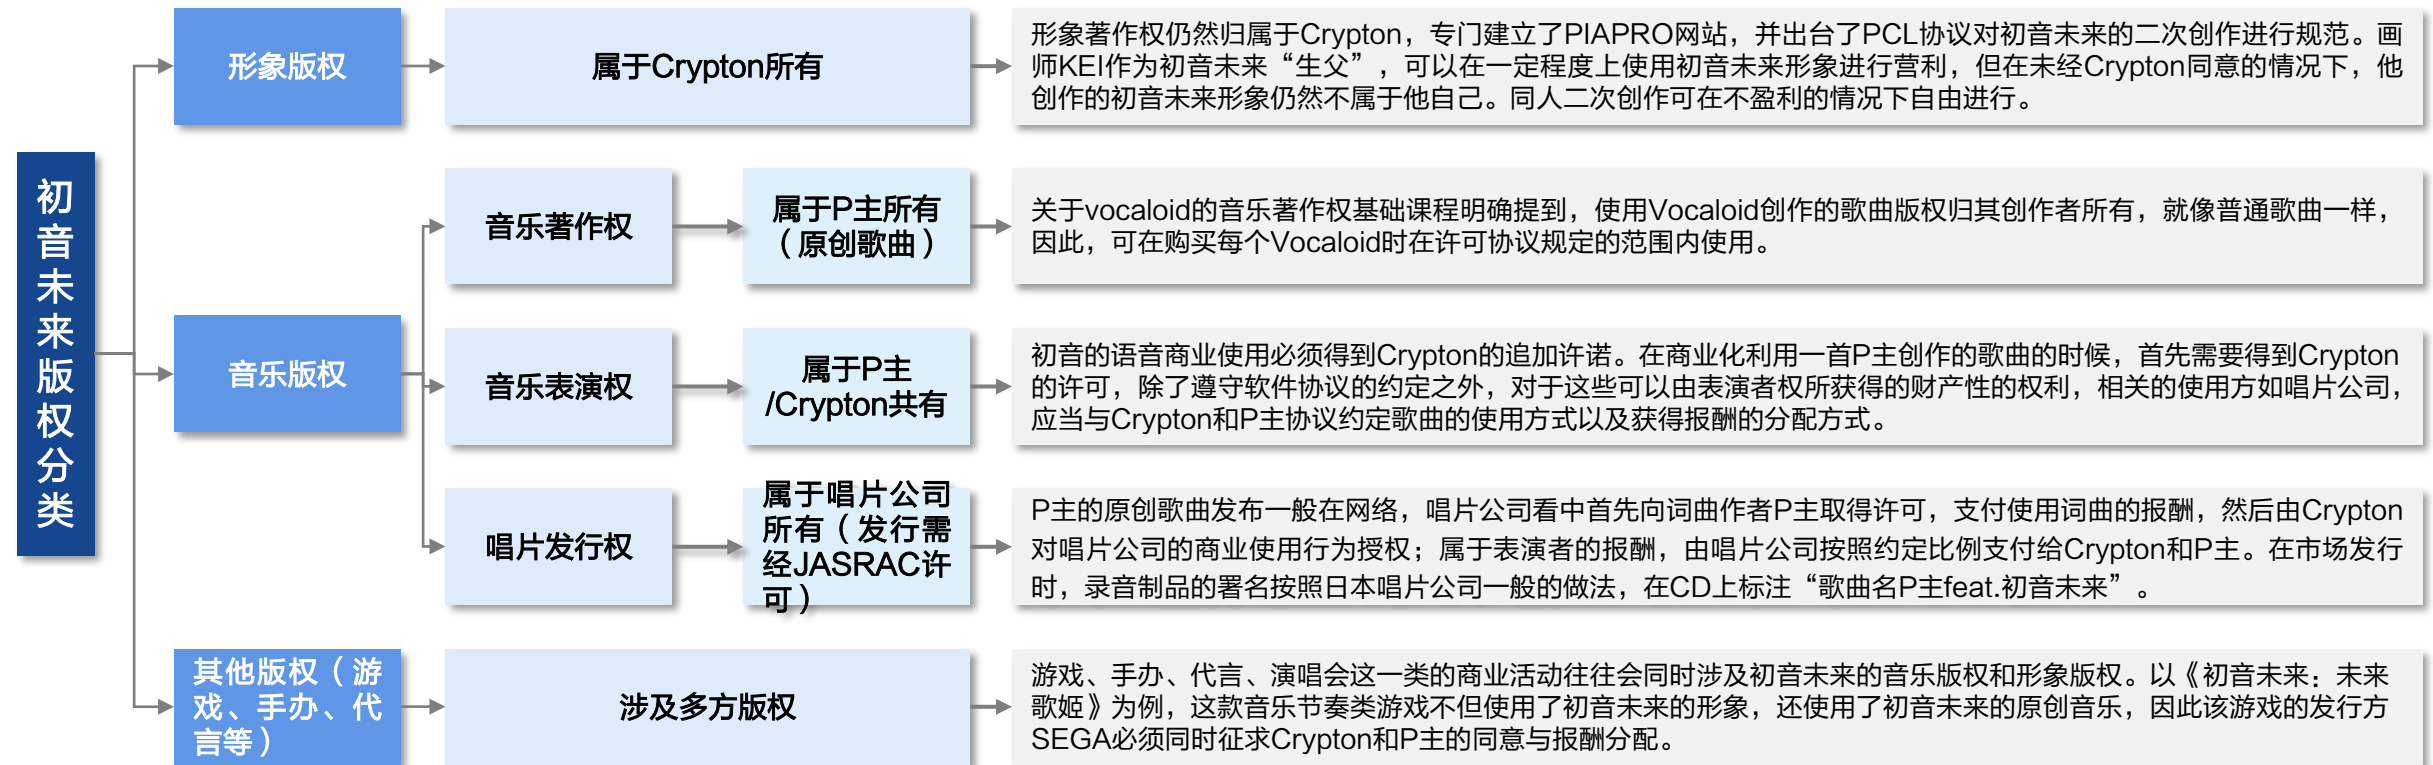 初音未来版权分类
形象版权
属于Crypton所有
形象著作权仍然归属于Crypton，专门建立了PIAPRO网站，并出台了PCL协议对初音未来的二次创作进行规范。画
师KEI作为初音未来“生父”，可以在一定程度上使用初音未来形象进行营利，但在未经Crypton同意的情况下，他
创作的初音未来形象仍然不属于他自己。同人二次创作可在不盈利的情况下自由进行。
音乐版权
音乐著作权
属于P主所有
（原创歌曲）
关于vocaloid的音乐著作权基础课程明确提到，使用Vocaloid创作的歌曲版权归其创作者所有，就像普通歌曲一样，
因此，可在购买每个Vocaloid时在许可协议规定的范围内使用。
音乐表演权
属于P主
/Crypton共有
初音的语音商业使用必须得到Crypton的追加许诺。在商业化利用一首P主创作的歌曲的时候，首先需要得到Crypton
的许可，除了遵守软件协议的约定之外，对于这些可以由表演者权所获得的财产性的权利，相关的使用方如唱片公司，
应当与Crypton和P主协议约定歌曲的使用方式以及获得报酬的分配方式。
唱片发行权
属于唱片公司
所有（发行需
经JASRAC许
可）
P主的原创歌曲发布一般在网络，唱片公司看中首先向词曲作者P主取得许可，支付使用词曲的报酬，然后由Crypton
对唱片公司的商业使用行为授权；属于表演者的报酬，由唱片公司按照约定比例支付给Crypton和P主。在市场发行
时，录音制品的署名按照日本唱片公司一般的做法，在CD上标注“歌曲名P主feat.初音未来”。
其他版权（游
戏、手办、代
言等）
涉及多方版权
游戏、手办、代言、演唱会这一类的商业活动往往会同时涉及初音未来的音乐版权和形象版权。以《初音未来：未来
歌姬》为例，这款音乐节奏类游戏不但使用了初音未来的形象，还使用了初音未来的原创音乐，因此该游戏的发行方
SEGA必须同时征求Crypton和P主的同意与报酬分配。